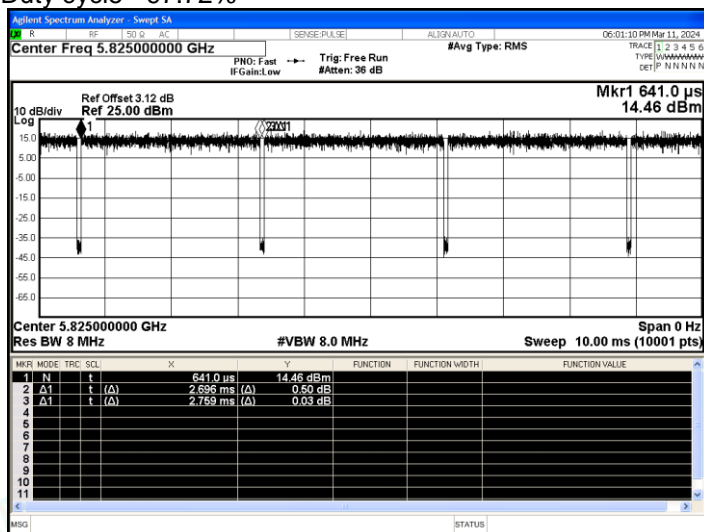 Agilent Spectrum Analyzer - Swept SA
R RF 50 Ω AC SENSE:PULSE ALIGN AUTO 06:01:10 PM Mar 11, 2024
Center Freq 5.825000000 GHz #Avg Type: RMS TRACE 1 2 3 4 5 6
PNO: Fast Trig: Free Run TYPE
IFGain:Low #Atten: 36 dB DET P N N N N N
Mkr1 641.0 µs
Ref Offset 3.12 dB
10 dB/div Ref 25.00 dBm 14.46 dBm
Log
1
15.0
5.00
-5.00
-15.0
-25.0
-35.0
-45.0
-55.0
-65.0
Center 5.825000000 GHz Span 0 Hz
Res BW 8 MHz #VBW 8.0 MHz Sweep 10.00 ms (10001 pts)
MKR MODE TRC SCL X Y FUNCTION FUNCTION WIDTH FUNCTION VALUE
1 N t 641.0 µs 14.46 dBm
2 Δ1 t (Δ) 2.696 ms (Δ) 0.50 dB
3 Δ1 t (Δ) 2.759 ms (Δ) 0.03 dB
4
5
6
7
8
9
10
11
MSG STATUS